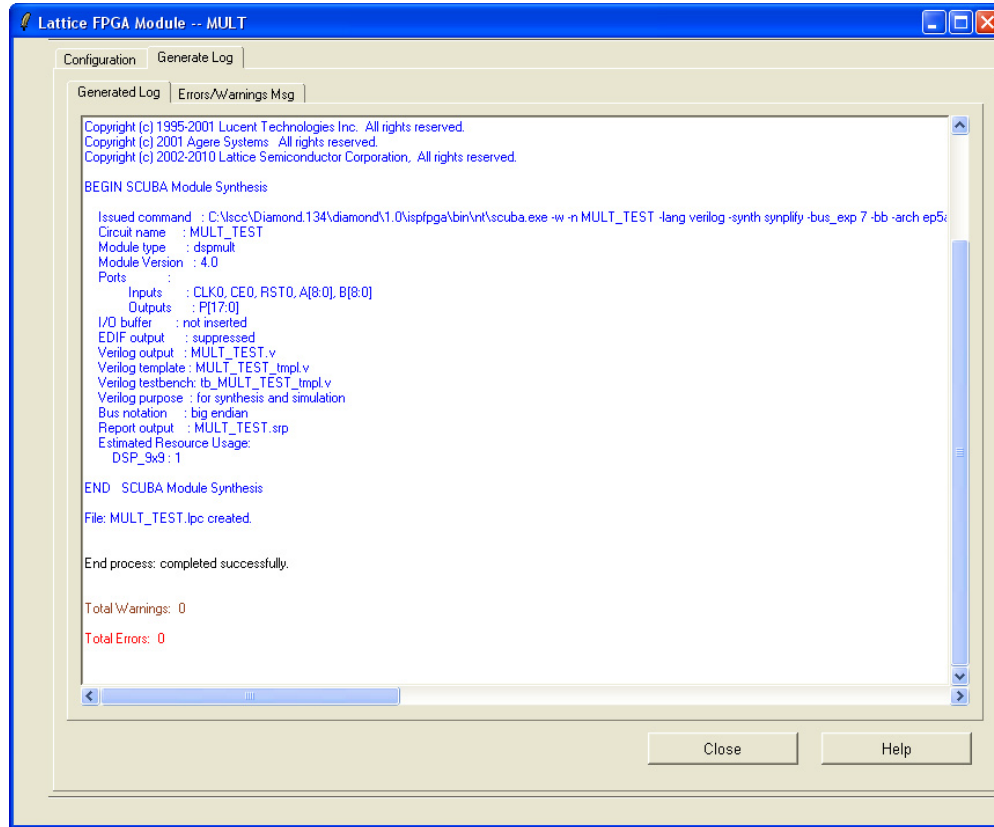 Lattice FPGA Module -- MULT
Configuration
Generate Log
Generated Log
Errors/Warnings Msg
Copyright (c) 1995-2001 Lucent Technologies Inc.  All rights reserved.
Copyright (c) 2001 Agere Systems   All rights reserved.
Copyright (c) 2002-2010 Lattice Semiconductor Corporation,  All rights reserved.
BEGIN SCUBA Module Synthesis
Issued command   : C:\lscc\Diamond.134\diamond\1.0\ispfpga\bin\nt\scuba.exe -w -n MULT_TEST -lang verilog -synth synplify -bus_exp 7 -bb -arch ep5a
Circuit name     : MULT_TEST
Module type      : dspmult
Module Version   : 4.0
Ports            :
Inputs       : CLK0, CE0, RST0, A[8:0], B[8:0]
Outputs      : P[17:0]
I/O buffer       : not inserted
EDIF output      : suppressed
Verilog output   : MULT_TEST.v
Verilog template : MULT_TEST_tmpl.v
Verilog testbench: tb_MULT_TEST_tmpl.v
Verilog purpose  : for synthesis and simulation
Bus notation     : big endian
Report output    : MULT_TEST.srp
Estimated Resource Usage:
DSP_9x9 : 1
END   SCUBA Module Synthesis
File: MULT_TEST.lpc created.
End process: completed successfully.
Total Warnings:  0
Total Errors:  0
Close
Help